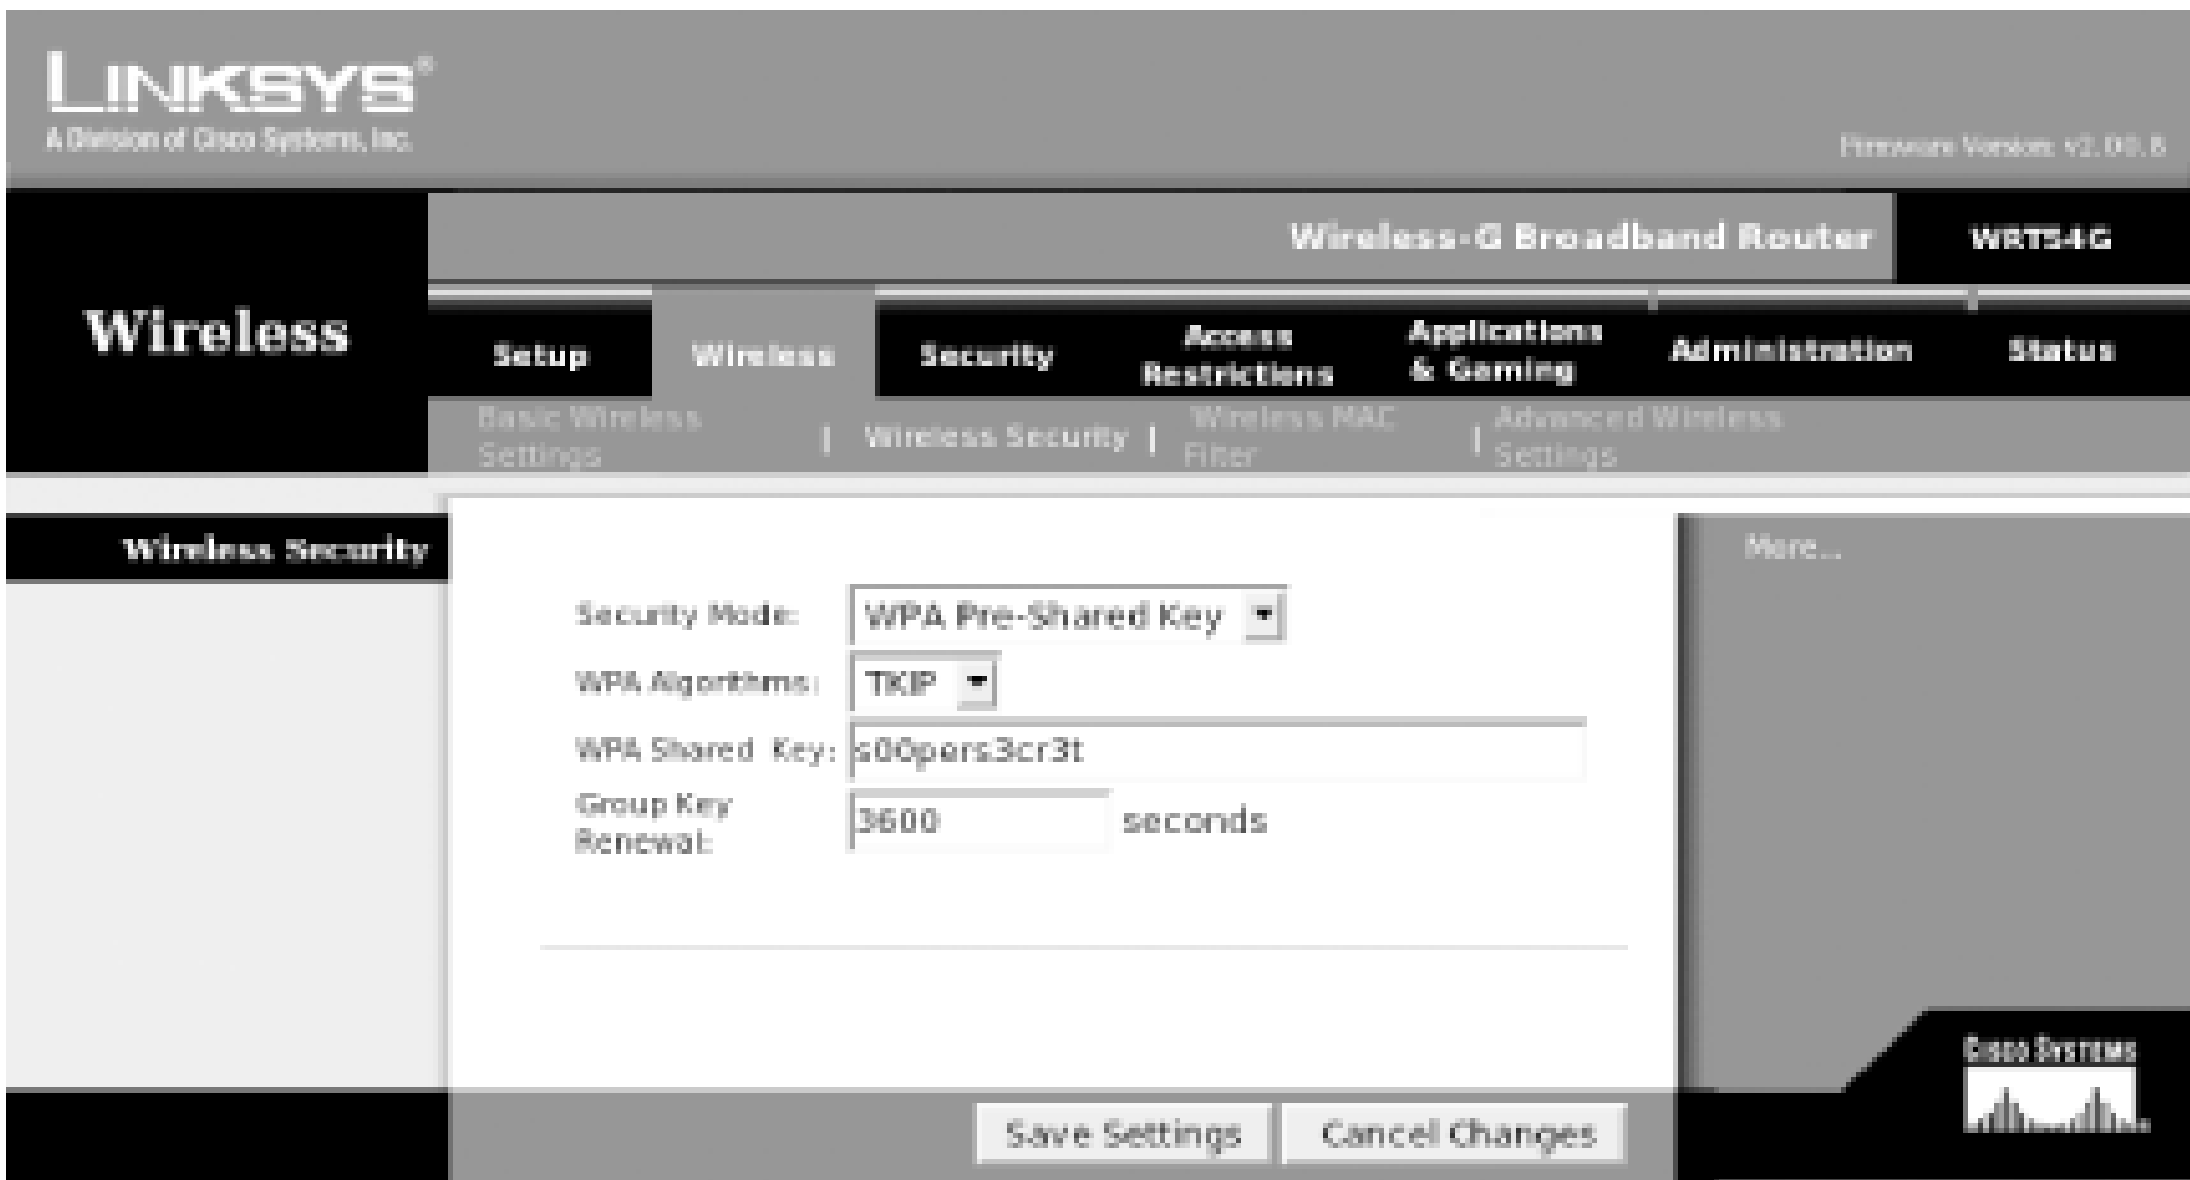 LINKSYS®
A Division of Cisco Systems, Inc.
Firmware Version: v2.00.8
Wireless-G Broadband Router
WRT54G
Wireless
Setup
Wireless
Security
Access
Restrictions
Applications
& Gaming
Administration
Status
Basic Wireless
Settings
| Wireless Security |
Wireless MAC
Filter
|
Advanced Wireless
Settings
Wireless Security
More...
Security Mode: WPA Pre-Shared Key
WPA Algorithms: TKIP
WPA Shared Key: s00pers3cr3t
Group Key
Renewal:
3600 seconds
Cisco Systems
Save Settings Cancel Changes